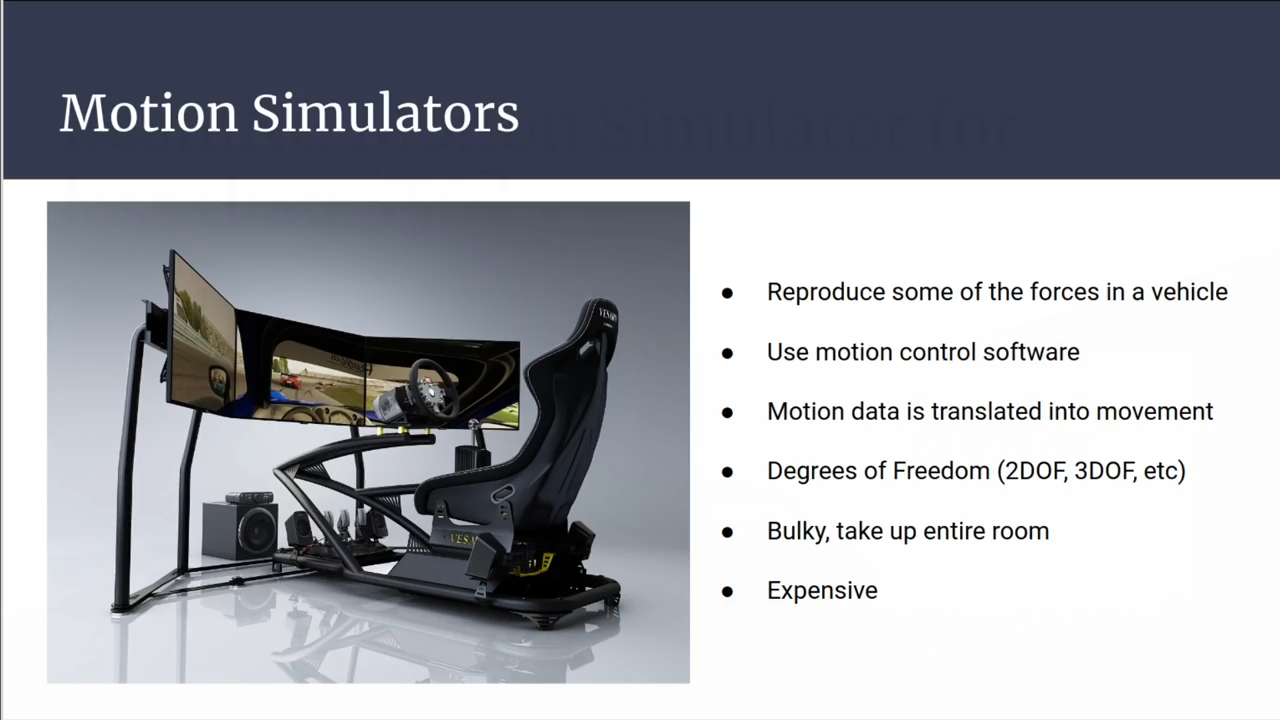 Motion Simulators
● Reproduce some of the forces in a vehicle
● Use motion control software
● Motion data is translated into movement
● Degrees of Freedom (2DOF, 3DOF, etc)
● Bulky, take up entire room
● Expensive